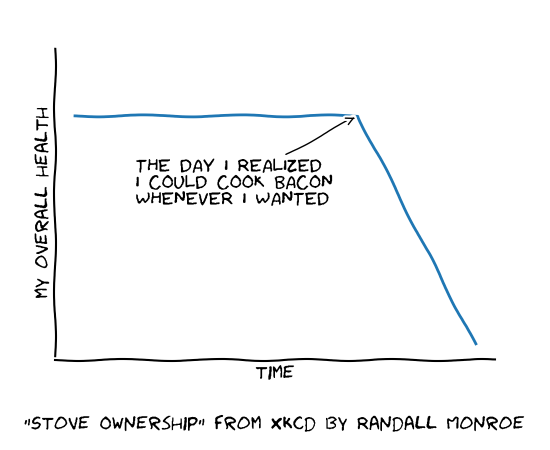 THE DAY I REALIZED
I COULD COOK BACON
WHENEVER I WANTED
MY OVERALL HEALTH
TIME
"STOVE OWNERSHIP" FROM XKCD BY RANDALL MONROE